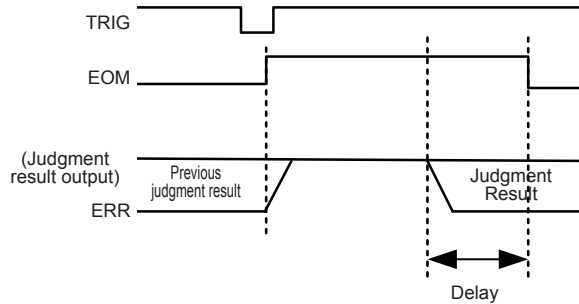 TRIG
EOM
(Judgment
result output)
Previous
judgment result
Judgment
Result
ERR
Delay